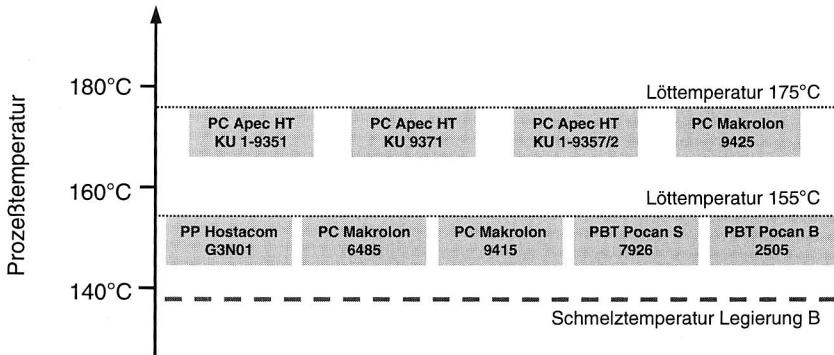 Prozeßtemperatur
180°C
Löttemperatur 175°C
PC Apec HT
KU 1-9351
PC Apec HT
KU 9371
PC Apec HT
KU 1-9357/2
PC Makrolon
9425
160°C
Löttemperatur 155°C
PP Hostacom
G3N01
PC Makrolon
6485
PC Makrolon
9415
PBT Pocan S
7926
PBT Pocan B
2505
140°C
Schmelztemperatur Legierung B